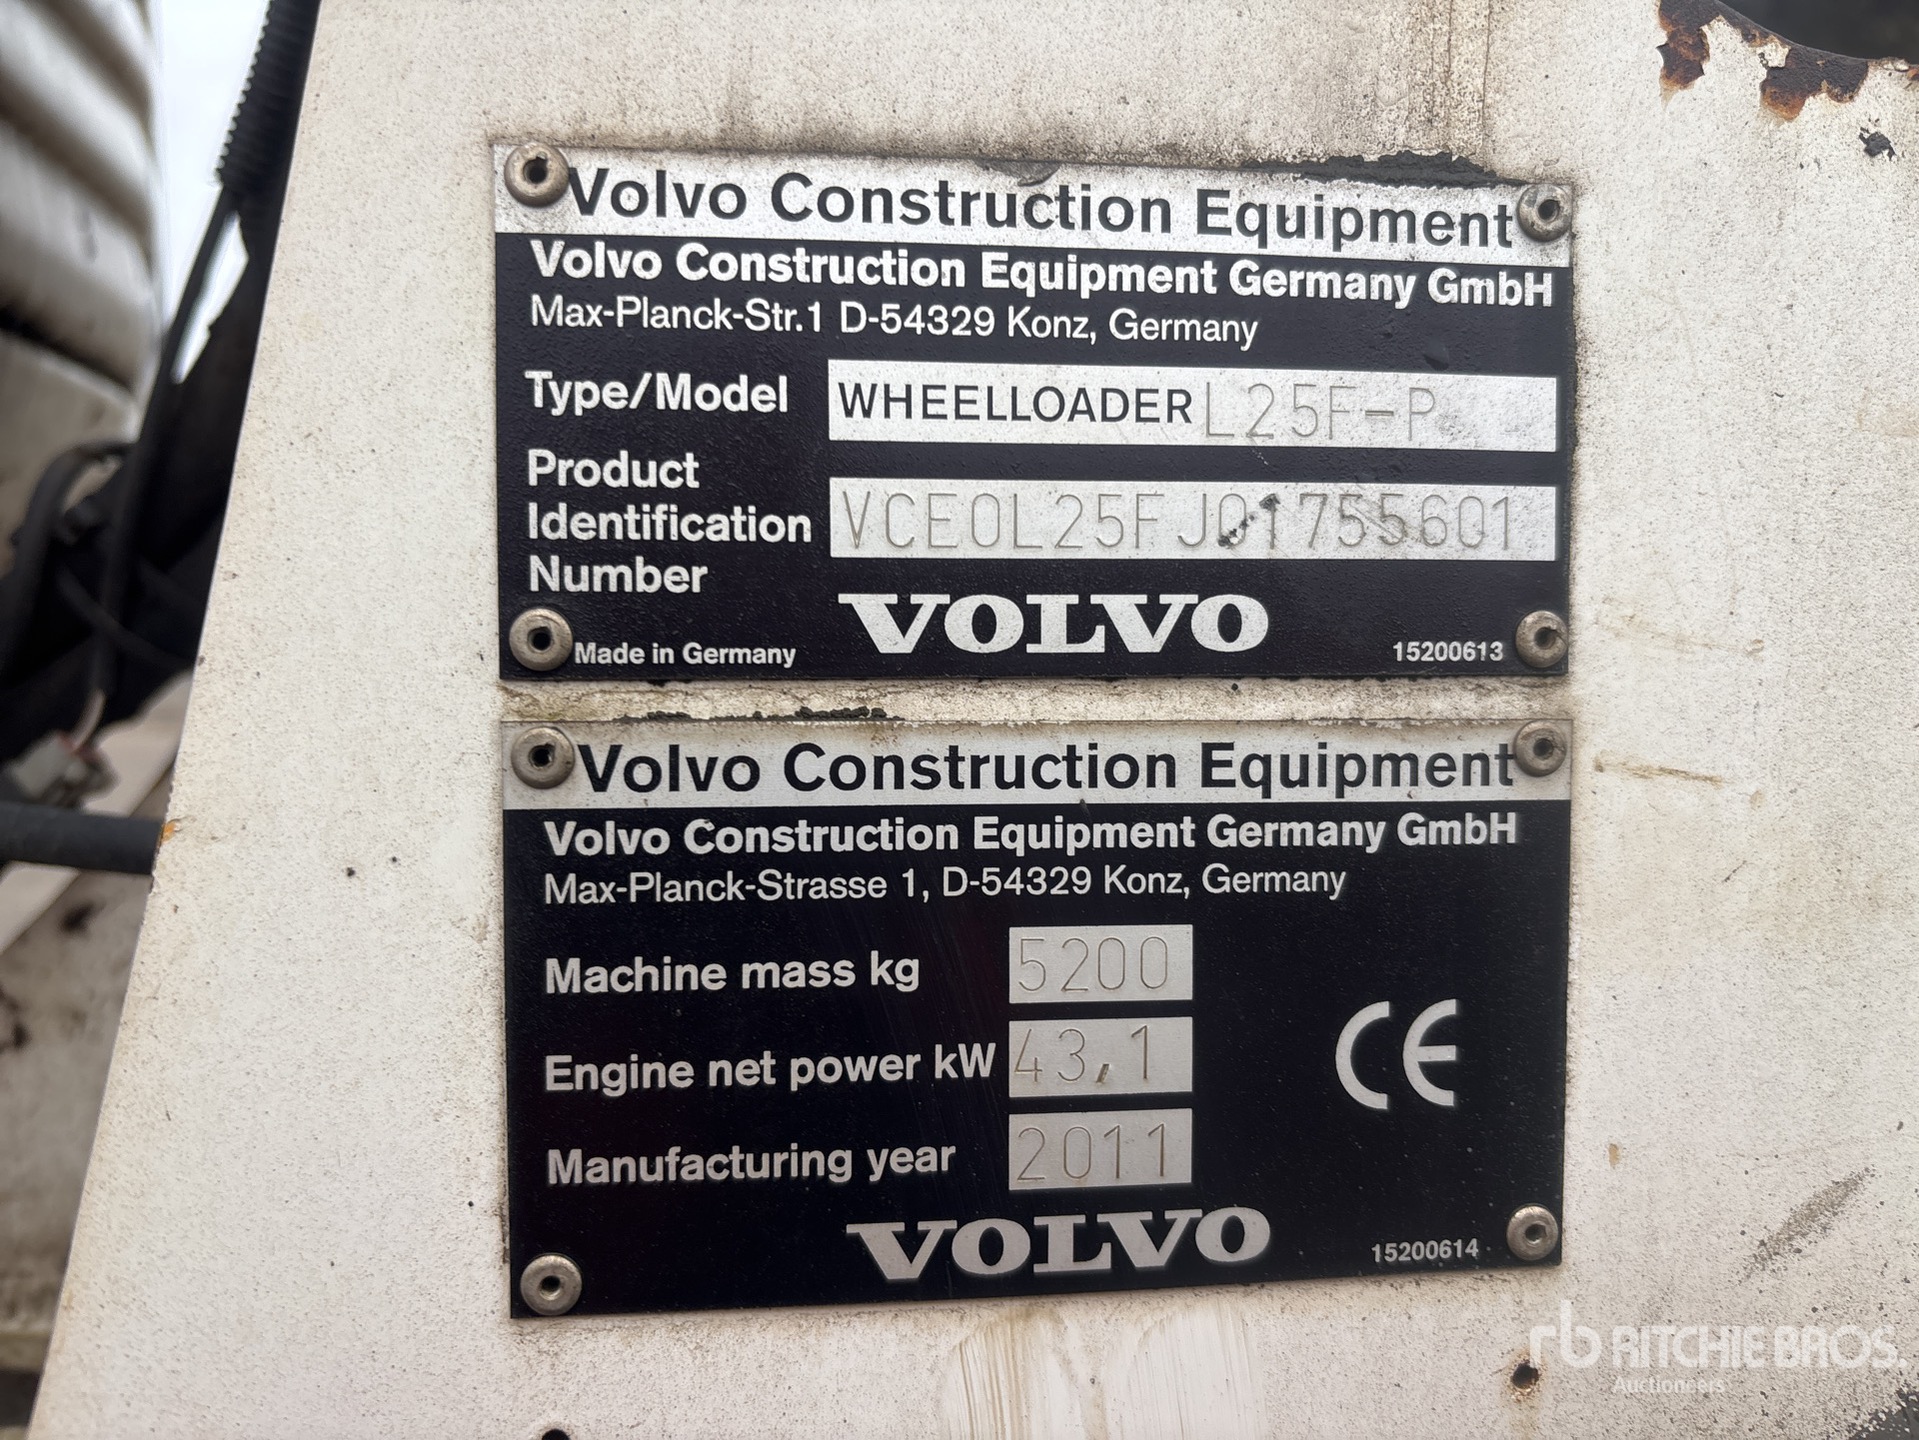 Volvo Construction Equipment
Volvo Construction Equipment Germany GmbH
Max-Planck-Str.1 D-54329 Konz, Germany
Type/Model WHEELLOADER L25F-P
Product
Identification VCE0L25FJ01755601
Number
VOLVO
Made in Germany 15200613
Volvo Construction Equipment
Volvo Construction Equipment Germany GmbH
Max-Planck-Strasse 1, D-54329 Konz, Germany
Machine mass kg 5200
Engine net power kW 43,1
CE
Manufacturing year 2011
VOLVO
15200614
rb RITCHIE BROS.
Auctioneers